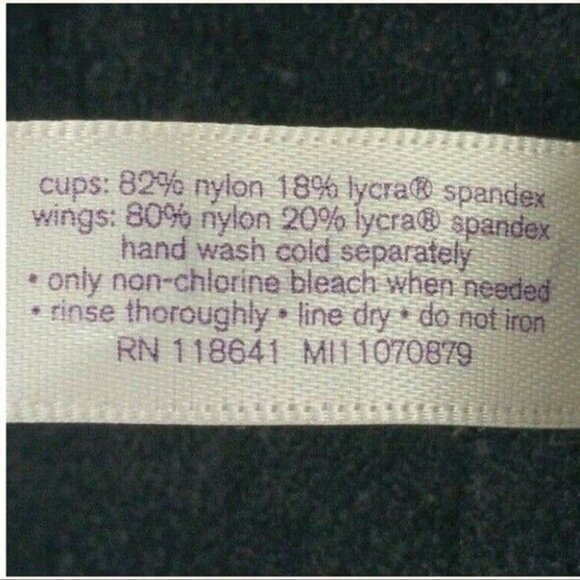 cups: 82% nylon 18% lycra® spandex
wings: 80% nylon 20% lycra® spandex
hand wash cold separately
• only non-chlorine bleach when needed
• rinse thoroughly • line dry • do not iron
RN 118641 MI11070879